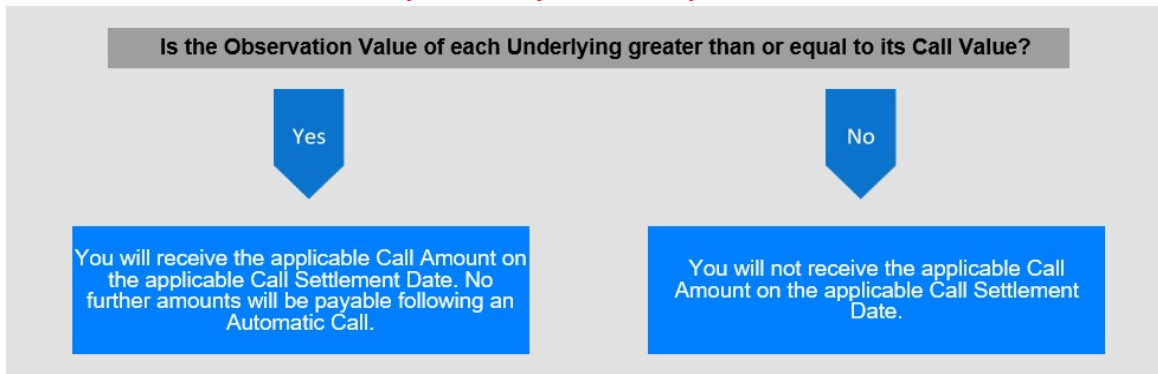 Is the Observation Value of each Underlying greater than or equal to its Call Value?
Yes
No
You will receive the applicable Call Amount on
the applicable Call Settlement Date. No
further amounts will be payable following an
Automatic Call.
You will not receive the applicable Call
Amount on the applicable Call Settlement
Date.